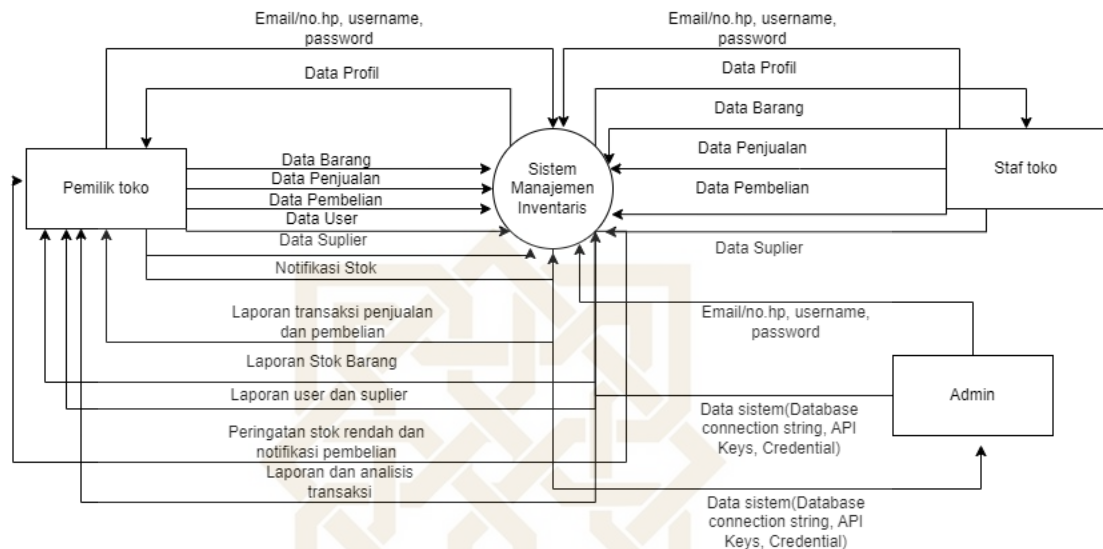 Email/no.hp, username,
password
Data Profil
Email/no.hp, username,
password
Data Profil
Data Barang
Data Penjualan
Data Pembelian
Pemilik toko
Data Barang
Data Penjualan
Data Pembelian
Data User
Data Suplier
Notifikasi Stok
Sistem
Manajemen
Inventaris
Staf toko
Data Suplier
Laporan transaksi penjualan
dan pembelian
Laporan Stok Barang
Laporan user dan suplier
Peringatan stok rendah dan
notifikasi pembelian
Laporan dan analisis
transaksi
Email/no.hp, username,
password
Admin
Data sistem(Database
connection string, API
Keys, Credential)
Data sistem(Database
connection string, API
Keys, Credential)